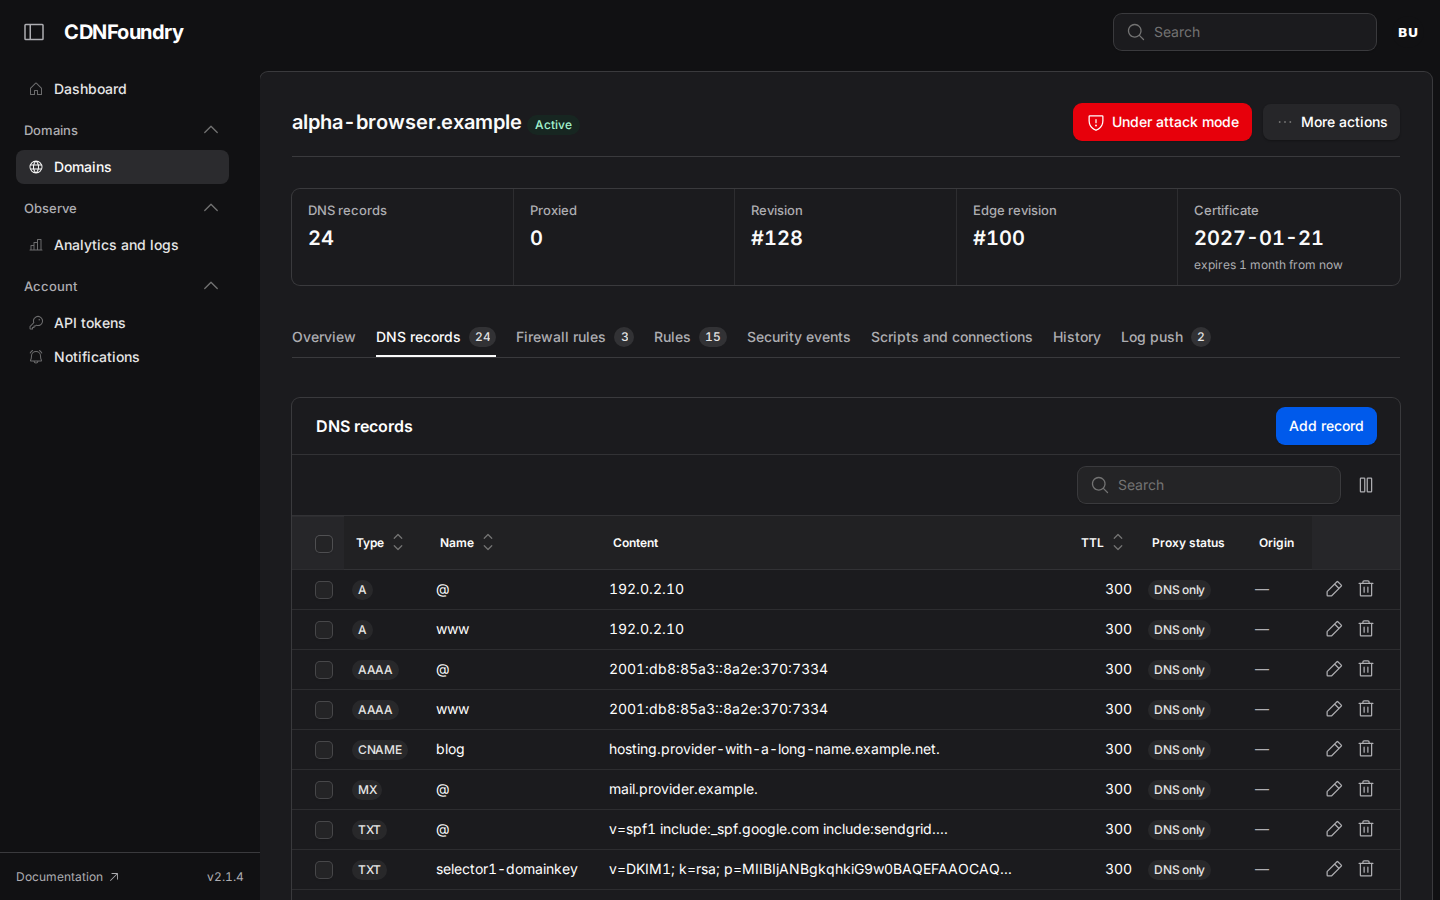 CDNFoundry
Search
BU
Dashboard
Domains
Domains
Observe
Analytics and logs
Account
API tokens
Notifications
Documentation
v2.1.4
alpha-browser.example Active
Under attack mode
More actions
DNS records
24
Proxied
0
Revision
#128
Edge revision
#100
Certificate
2027-01-21
expires 1 month from now
Overview DNS records 24 Firewall rules 3 Rules 15 Security events Scripts and connections History Log push 2
DNS records
Add record
Search
Type Name Content TTL Proxy status Origin
A @ 192.0.2.10 300 DNS only —
A www 192.0.2.10 300 DNS only —
AAAA @ 2001:db8:85a3::8a2e:370:7334 300 DNS only —
AAAA www 2001:db8:85a3::8a2e:370:7334 300 DNS only —
CNAME blog hosting.provider-with-a-long-name.example.net. 300 DNS only —
MX @ mail.provider.example. 300 DNS only —
TXT @ v=spf1 include:_spf.google.com include:sendgrid.... 300 DNS only —
TXT selector1-domainkey v=DKIM1; k=rsa; p=MIIBIjANBgkqhkiG9w0BAQEFAAOCAQ... 300 DNS only —